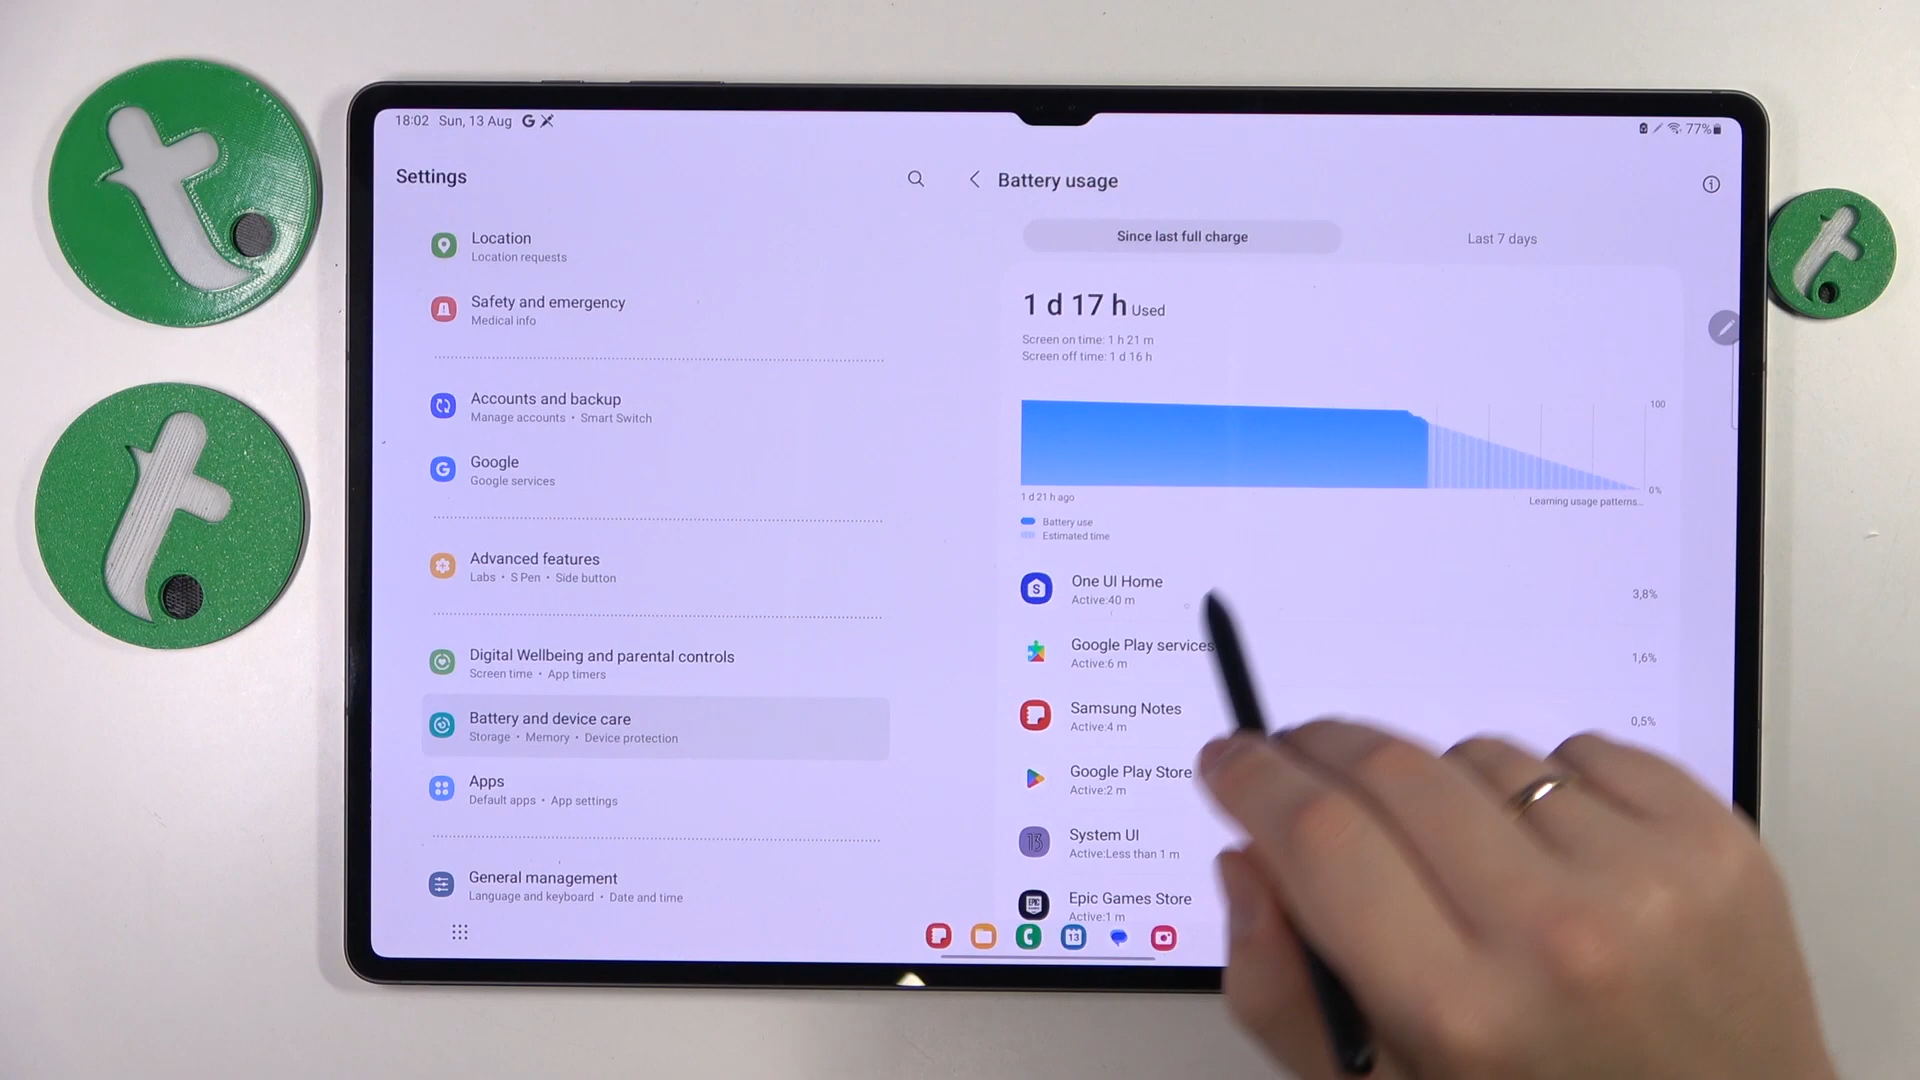 18:02 Sun, 13 Aug
77%
Settings
Location
Location requests
Safety and emergency
Medical info
Accounts and backup
Manage accounts • Smart Switch
Google
Google services
Advanced features
Labs • S Pen • Side button
Digital Wellbeing and parental controls
Screen time • App timers
Battery and device care
Storage • Memory • Device protection
Apps
Default apps • App settings
General management
Language and keyboard • Date and time
Battery usage
Since last full charge
Last 7 days
1 d 17 h Used
Screen on time: 1 h 21 m
Screen off time: 1 d 16 h
100
0%
1 d 21 h ago
Learning usage patterns...
Battery use
Estimated time
One UI Home
Active:40 m
3,8%
Google Play services
Active:6 m
1,6%
Samsung Notes
Active:4 m
0,5%
Google Play Store
Active:2 m
System UI
Active:Less than 1 m
Epic Games Store
Active:1 m
13